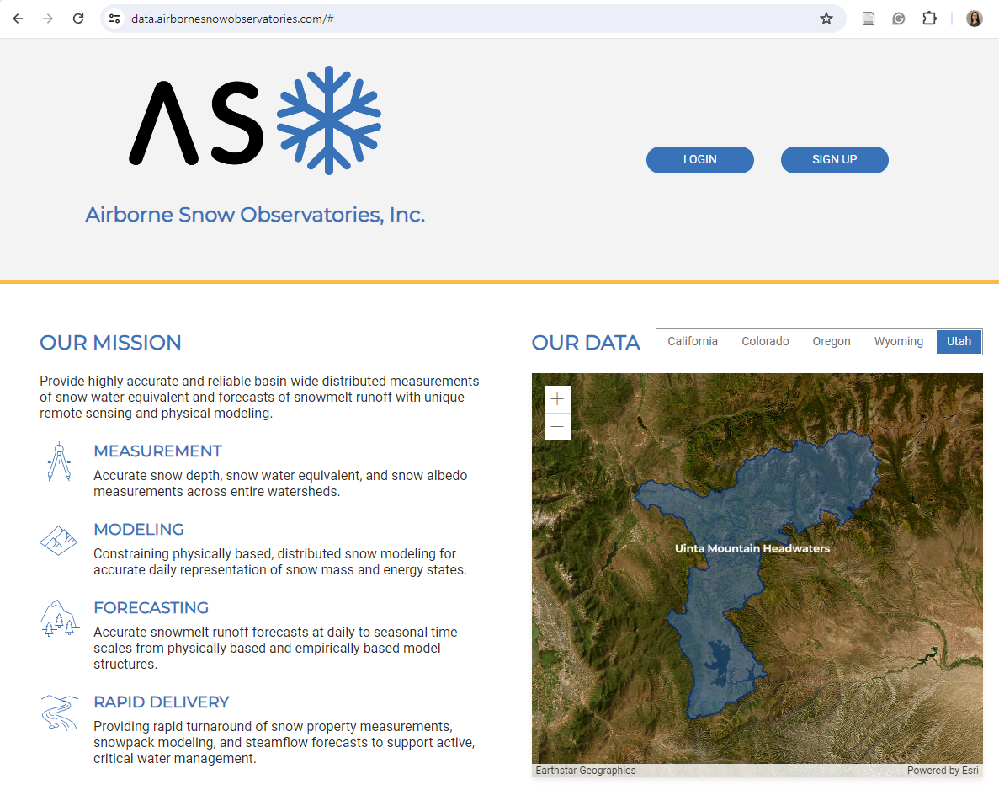 data.airbornesnowobservatories.com/#
AS
Airborne Snow Observatories, Inc.
LOGIN
SIGN UP
OUR MISSION
Provide highly accurate and reliable basin-wide distributed measurements
of snow water equivalent and forecasts of snowmelt runoff with unique
remote sensing and physical modeling.
MEASUREMENT
Accurate snow depth, snow water equivalent, and snow albedo
measurements across entire watersheds.
MODELING
Constraining physically based, distributed snow modeling for
accurate daily representation of snow mass and energy states.
FORECASTING
Accurate snowmelt runoff forecasts at daily to seasonal time
scales from physically based and empirically based model
structures.
RAPID DELIVERY
Providing rapid turnaround of snow property measurements,
snowpack modeling, and steamflow forecasts to support active,
critical water management.
OUR DATA
California
Colorado
Oregon
Wyoming
Utah
Uinta Mountain Headwaters
Earthstar Geographics
Powered by Esri